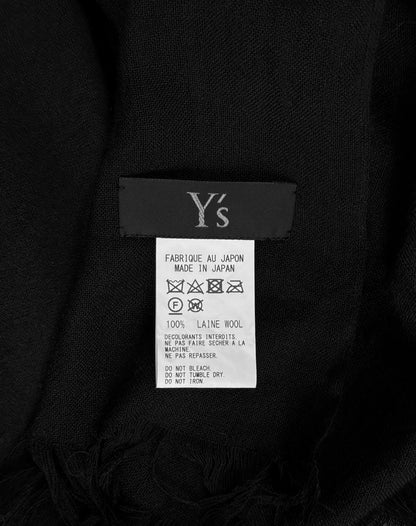 Y's
FABRIQUE AU JAPON
MADE IN JAPAN
F W
100% LAINE WOOL
DECOLORANTS INTERDITS.
NE PAS FAIRE SECHER A LA
MACHINE.
NE PAS REPASSER.
DO NOT BLEACH.
DO NOT TUMBLE DRY.
DO NOT IRON.